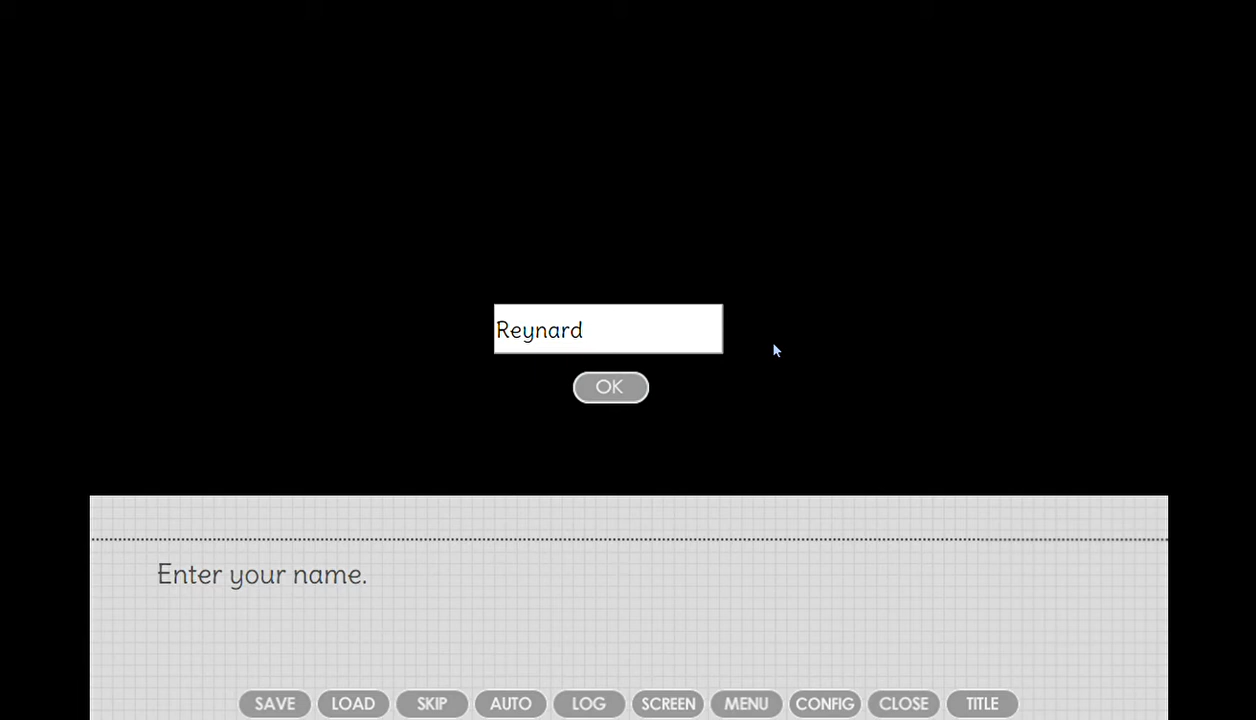 Reynard
OK
Enter your name.
SAVE LOAD SKIP AUTO LOG SCREEN MENU CONFIG CLOSE TITLE